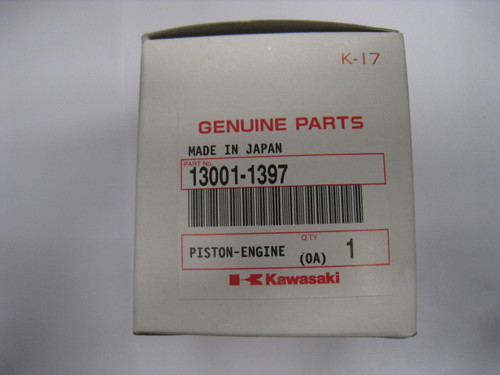 K-17
GENUINE PARTS
MADE IN JAPAN
PART No.
13001-1397
QTY
PISTON-ENGINE (0A) 1
Kawasaki